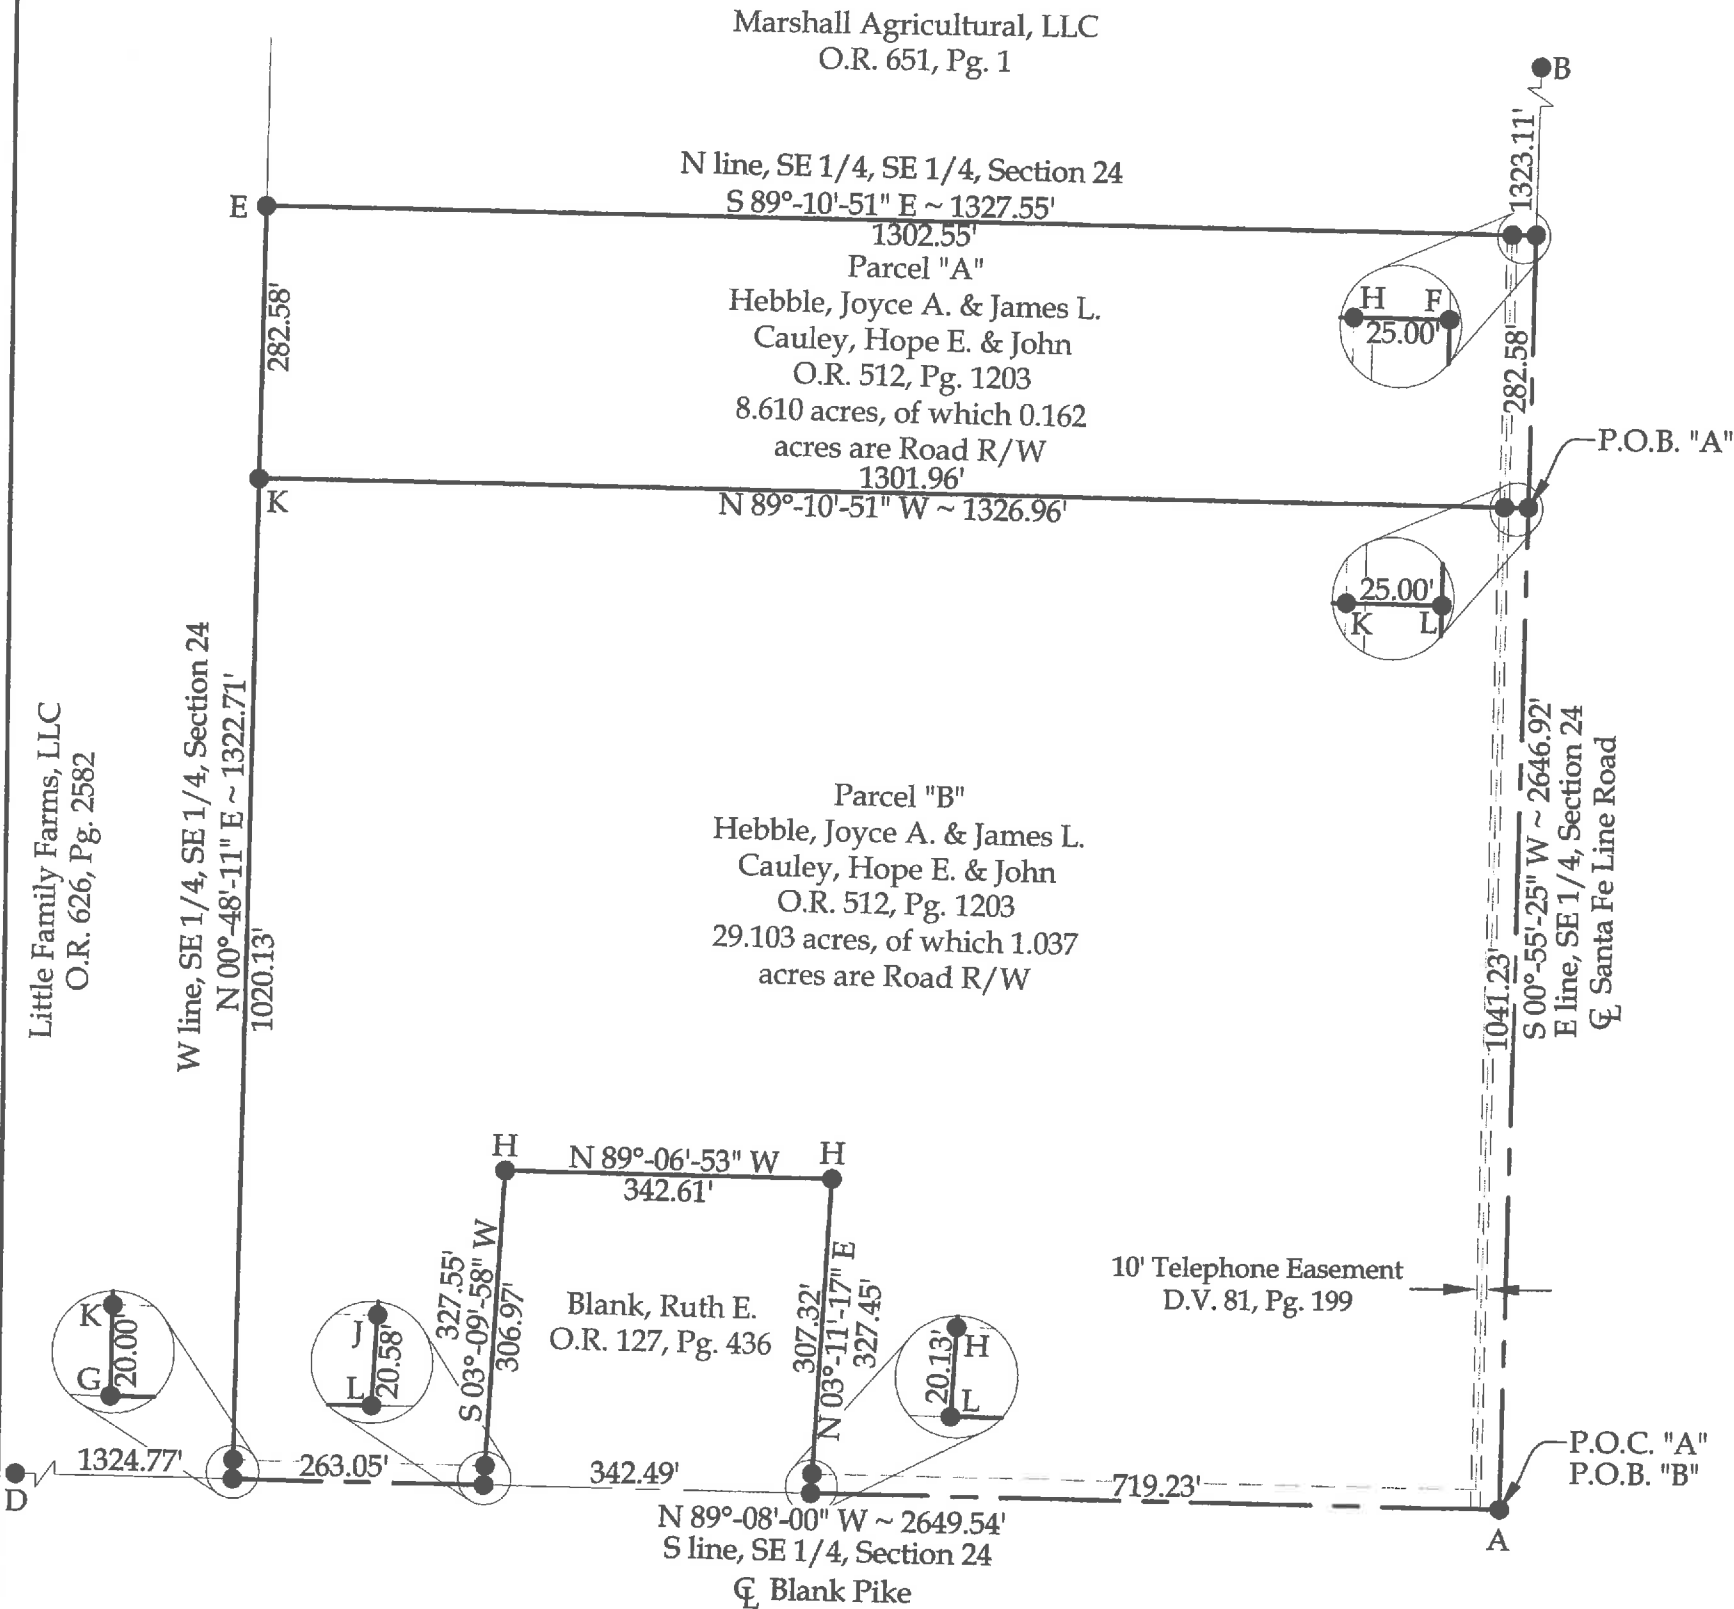 Marshall Agricultural, LLC
O.R. 651, Pg. 1
B
1323.11'
N line, SE 1/4, SE 1/4, Section 24
S 89°-10'-51" E ~ 1327.55'
1302.55'
E
Parcel "A"
Hebble, Joyce A. & James L.
Cauley, Hope E. & John
O.R. 512, Pg. 1203
8.610 acres, of which 0.162
acres are Road R/W
282.58'
H F
25.00'
282.58'
P.O.B. "A"
1301.96'
N 89°-10'-51" W ~ 1326.96'
K
25.00'
K L
Little Family Farms, LLC
O.R. 626, Pg. 2582
W line, SE 1/4, SE 1/4, Section 24
N 00°-48'-11" E ~ 1322.71'
1020.13'
Parcel "B"
Hebble, Joyce A. & James L.
Cauley, Hope E. & John
O.R. 512, Pg. 1203
29.103 acres, of which 1.037
acres are Road R/W
1041.23'
S 00°-55'-25" W ~ 2646.92'
E line, SE 1/4, Section 24
℄ Santa Fe Line Road
H
N 89°-06'-53" W
342.61'
H
327.55'
S 03°-09'-58" W
306.97'
Blank, Ruth E.
O.R. 127, Pg. 436
307.32'
N 03°-11'-17" E
327.45'
10' Telephone Easement
D.V. 81, Pg. 199
K
G
20.00'
J
L
20.58'
20.13'
H
L
P.O.C. "A"
P.O.B. "B"
D
1324.77'
263.05'
342.49'
719.23'
A
N 89°-08'-00" W ~ 2649.54'
S line, SE 1/4, Section 24
℄ Blank Pike